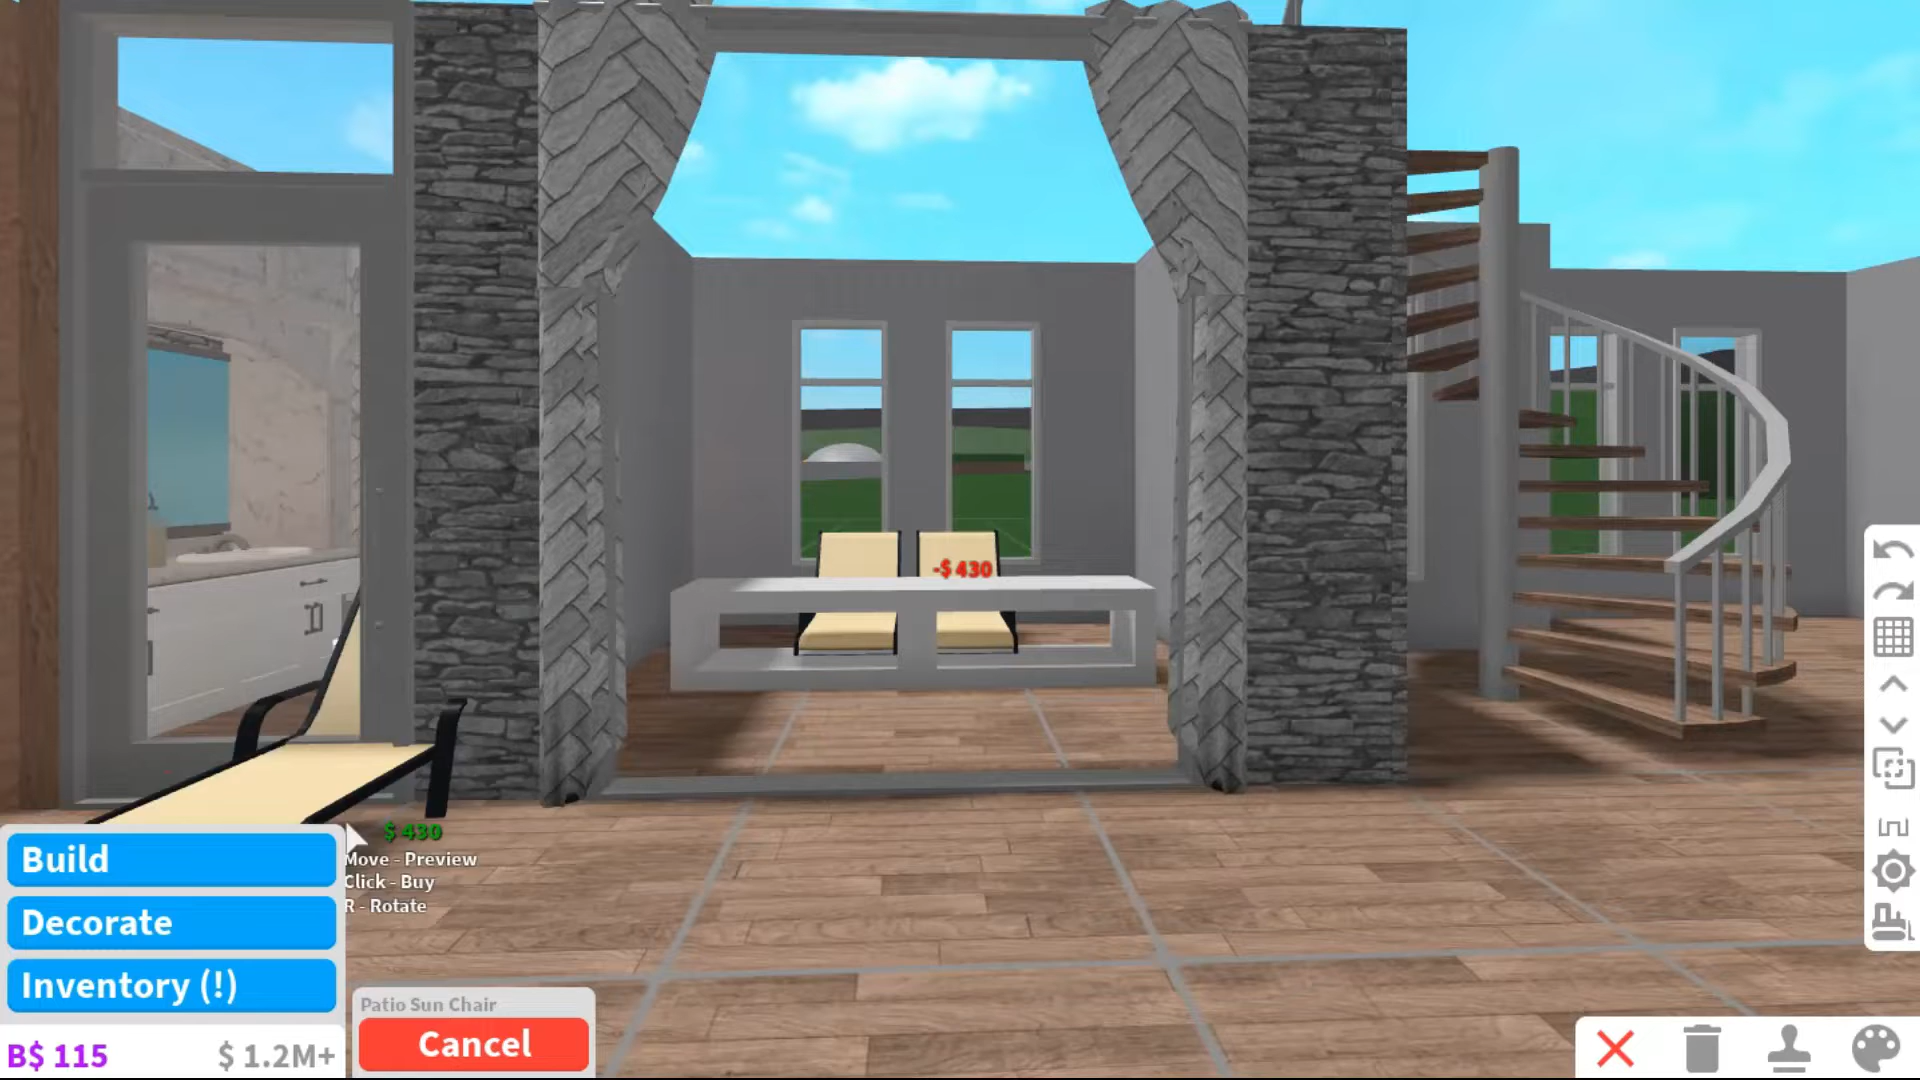 -$ 430
$ 430
Move - Preview
Click - Buy
R - Rotate
Build
Decorate
Inventory (!)
B$ 115
$ 1.2M+
Patio Sun Chair
Cancel